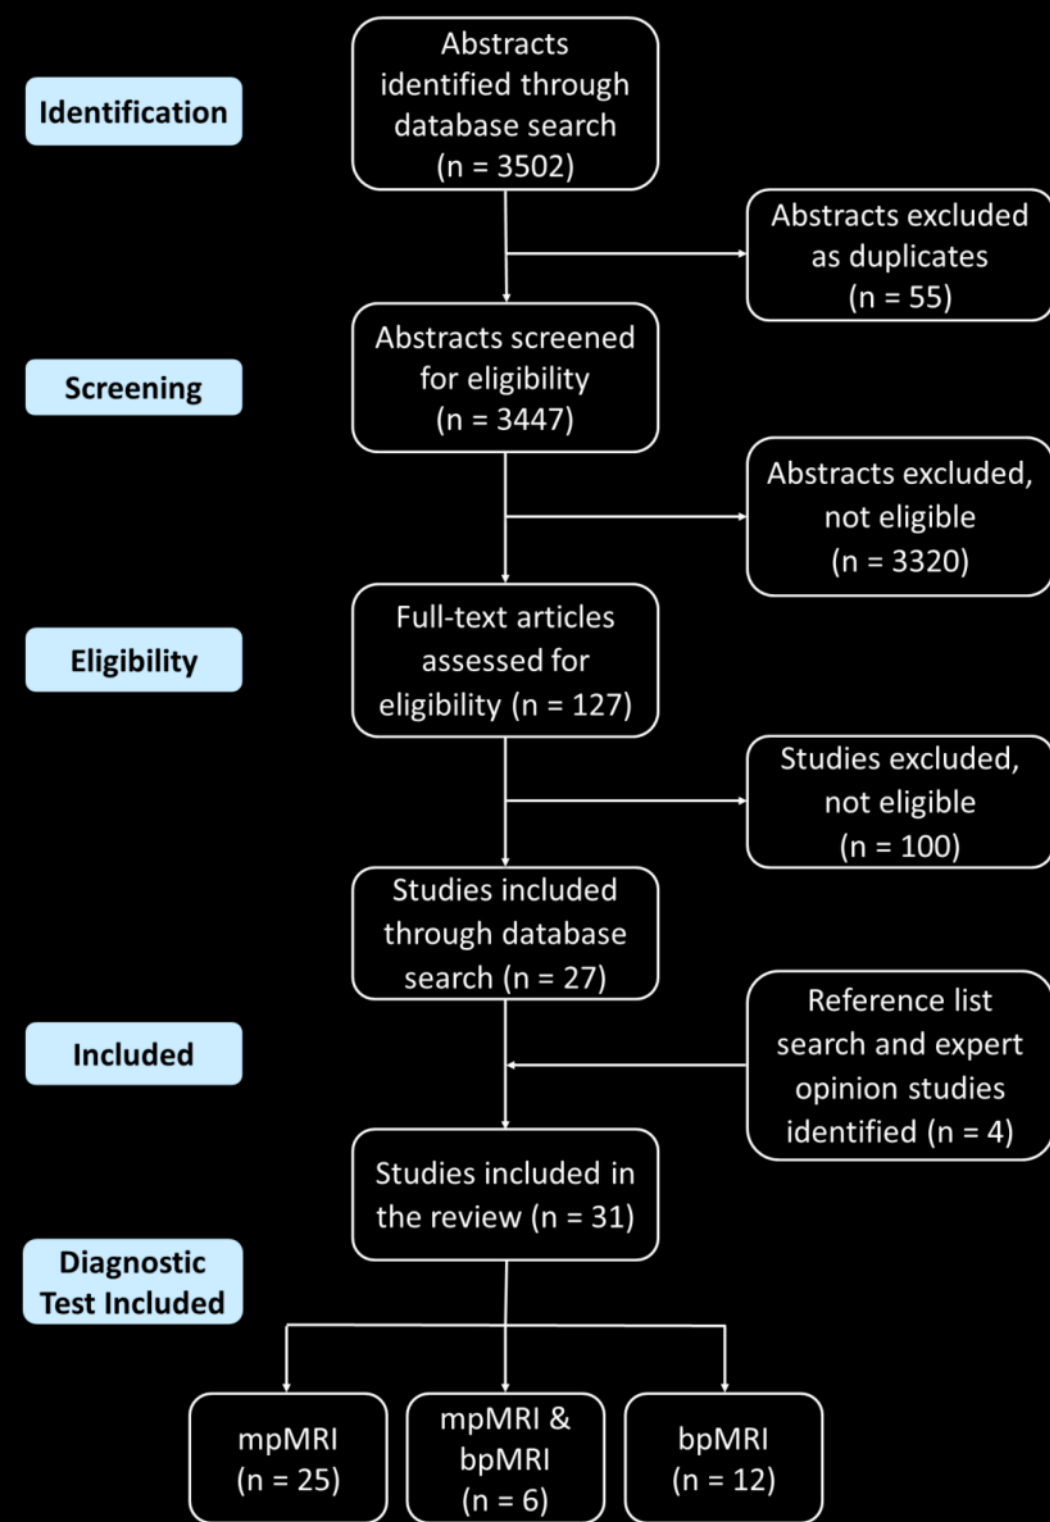 Identification
Abstracts
identified through
database search
(n = 3502)
Abstracts excluded
as duplicates
(n = 55)
Screening
Abstracts screened
for eligibility
(n = 3447)
Abstracts excluded,
not eligible
(n = 3320)
Eligibility
Full-text articles
assessed for
eligibility (n = 127)
Studies excluded,
not eligible
(n = 100)
Studies included
through database
search (n = 27)
Included
Reference list
search and expert
opinion studies
identified (n = 4)
Studies included in
the review (n = 31)
Diagnostic
Test Included
mpMRI
(n = 25)
mpMRI &
bpMRI
(n = 6)
bpMRI
(n = 12)